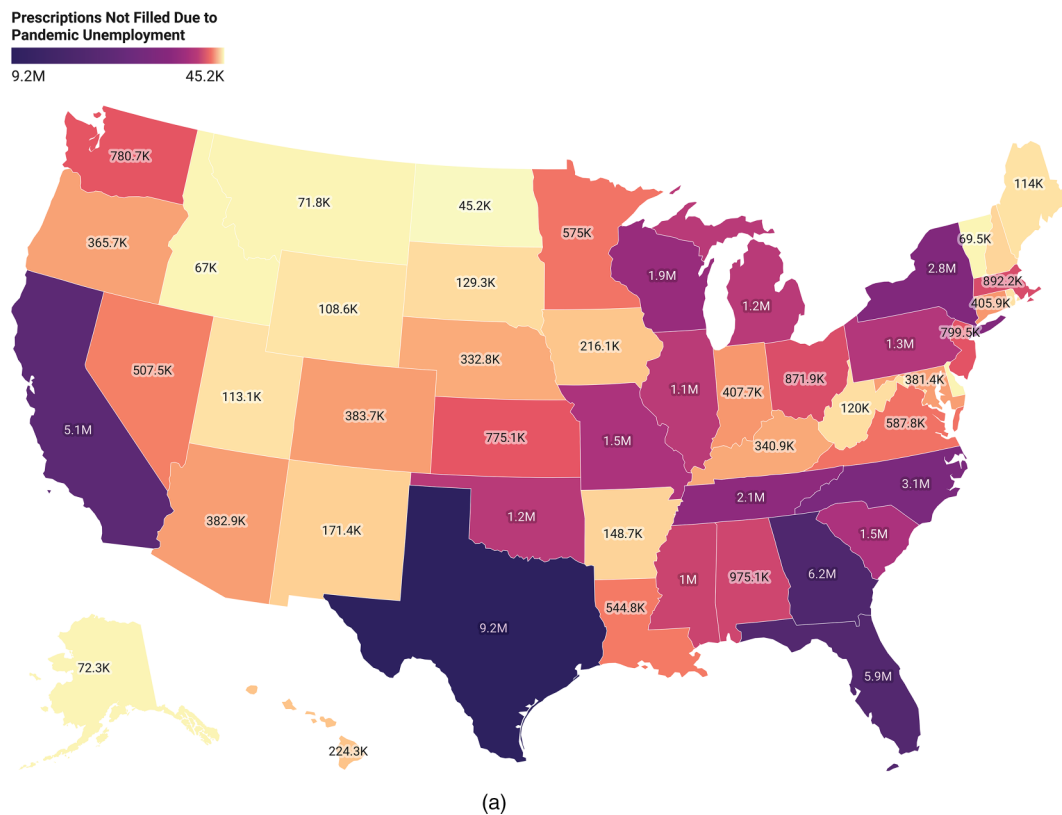 Prescriptions Not Filled Due to
Pandemic Unemployment
9.2M 45.2K
780.7K
71.8K
45.2K
575K
114K
69.5K
365.7K
67K
129.3K
1.9M
2.8M
892.2K
108.6K
1.2M
405.9K
799.5K
332.8K
216.1K
1.3M
507.5K
113.1K
383.7K
1.1M
407.7K
871.9K
381.4K
120K
587.8K
5.1M
775.1K
1.5M
340.9K
382.9K
171.4K
1.2M
148.7K
2.1M
3.1M
1.5M
1M
975.1K
6.2M
544.8K
9.2M
5.9M
72.3K
224.3K
(a)